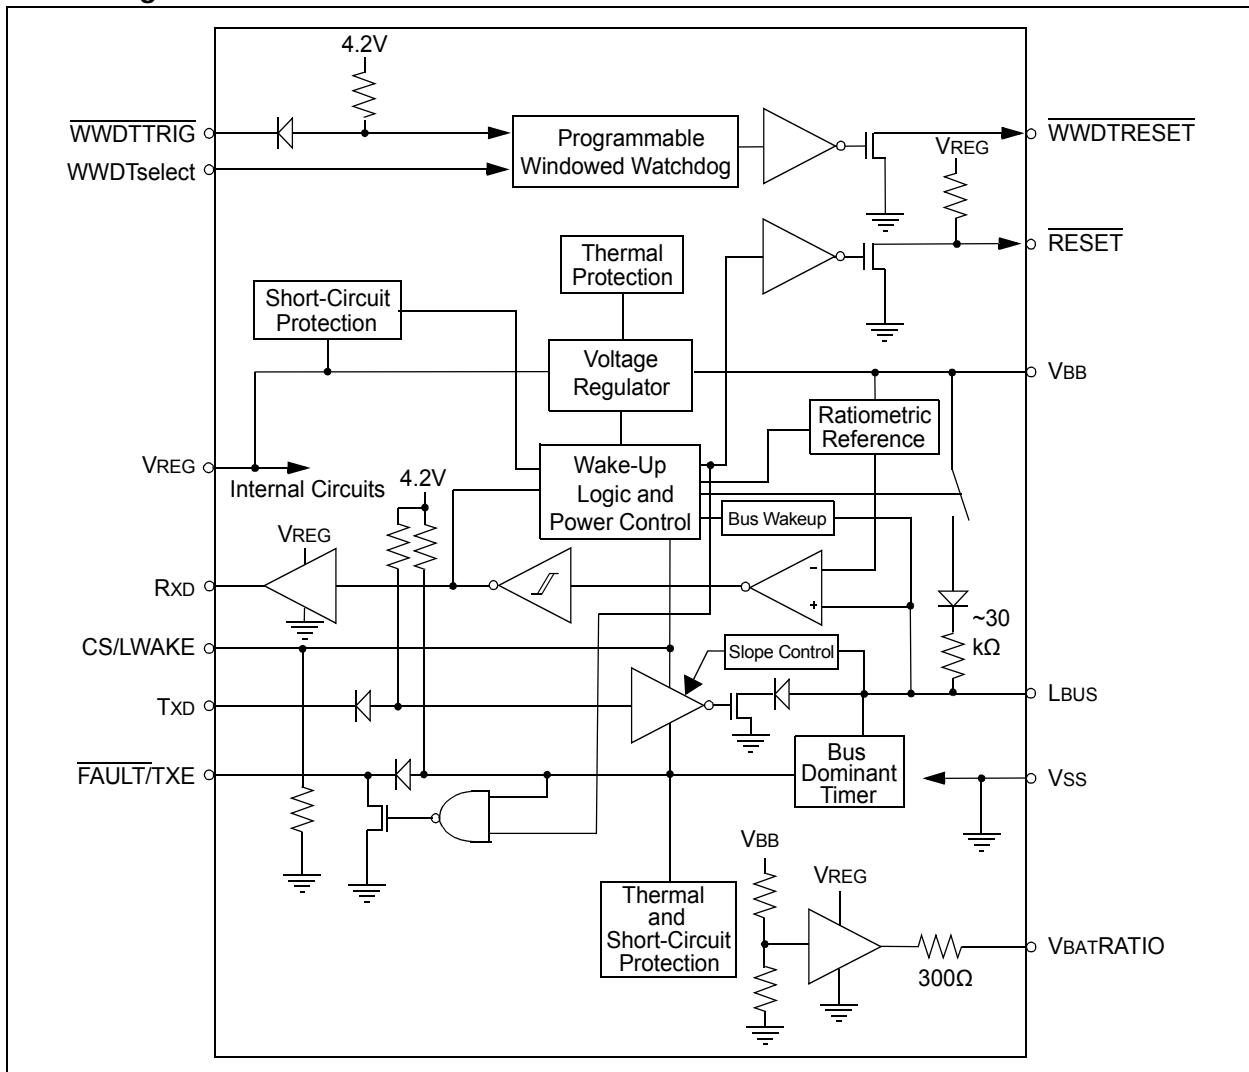 4.2V
WWDTTRIG
WWDTselect
Programmable
Windowed Watchdog
WWDTRESET
VREG
RESET
Thermal
Protection
Short-Circuit
Protection
Voltage
Regulator
VBB
Ratiometric
Reference
VREG
Internal Circuits
4.2V
Wake-Up
Logic and
Power Control
Bus Wakeup
VREG
RXD
-
+
~30
kΩ
CS/LWAKE
Slope Control
TXD
LBUS
FAULT/TXE
Bus
Dominant
Timer
VSS
VBB
VREG
Thermal
and
Short-Circuit
Protection
300Ω
VBATRATIO